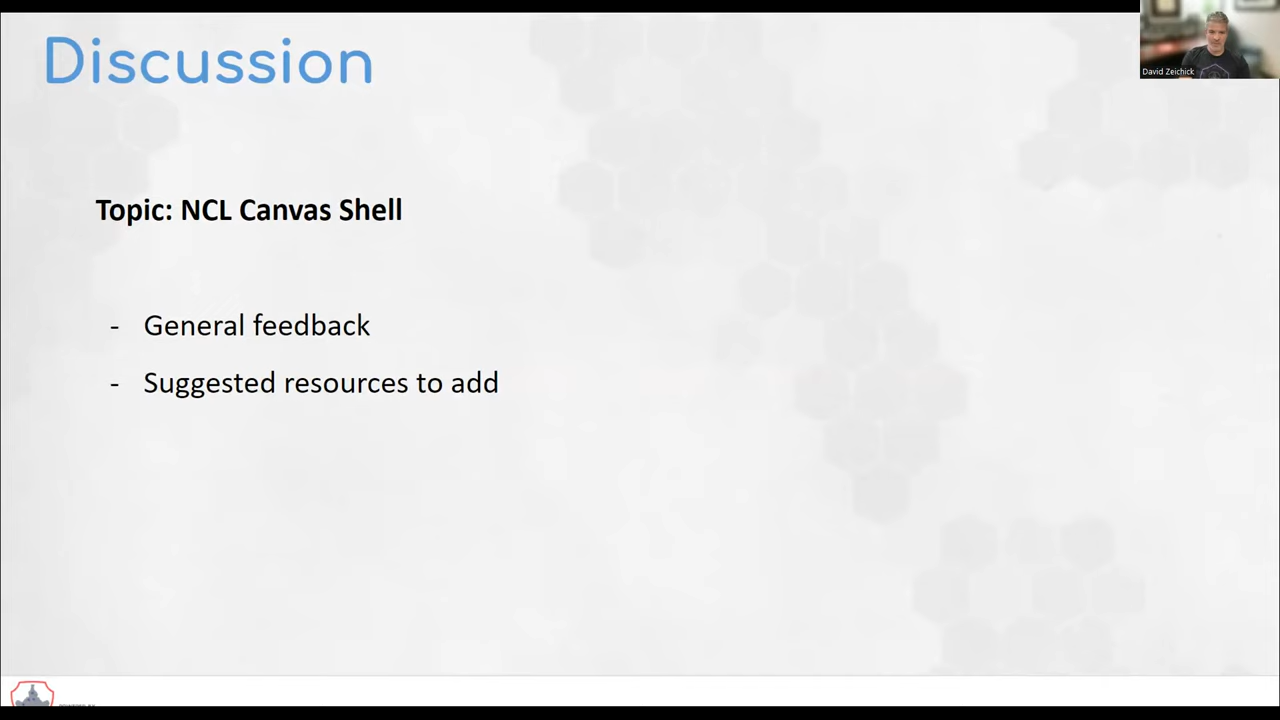 Discussion
David Zeichick
Topic: NCL Canvas Shell
- General feedback
- Suggested resources to add